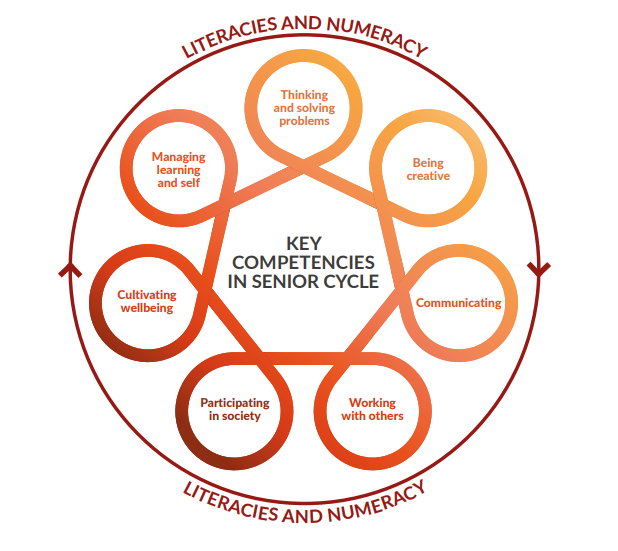 LITERACIES AND NUMERACY
Thinking
and solving
problems
Being
creative
Managing
learning
and self
KEY
COMPETENCIES
IN SENIOR CYCLE
Communicating
Cultivating
wellbeing
Working
with others
Participating
in society
LITERACIES AND NUMERACY